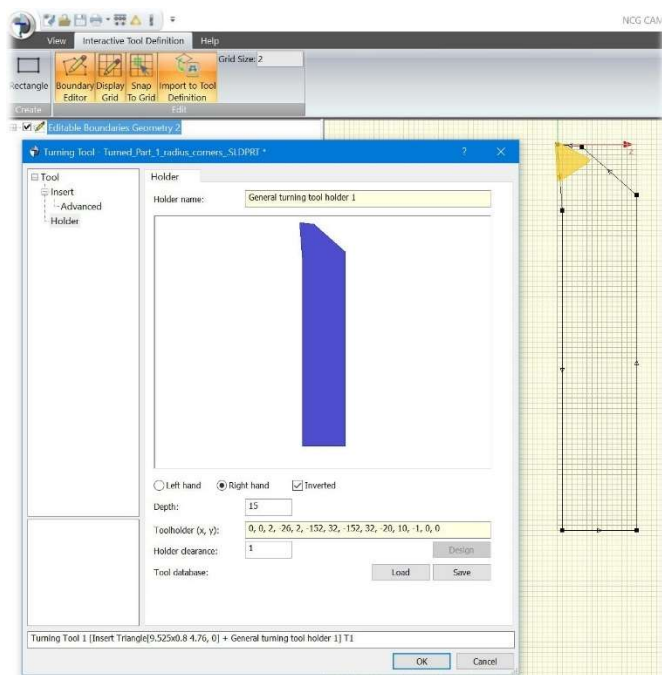 NCG CAM
View Interactive Tool Definition Help
Grid Size: 2
Rectangle Boundary Editor Display Grid Snap To Grid Import to Tool Definition
Create Edit
Editable Boundaries Geometry 2
Turning Tool - Turned_Part_1_radius_corners_SLDPRT * ? X
Tool
Insert
Advanced
Holder
Holder
Holder name: General turning tool holder 1
Left hand Right hand Inverted
Depth: 15
Toolholder (x, y): 0, 0, 2, -26, 2, -152, 32, -152, 32, -20, 10, -1, 0, 0
Holder clearance: 1 Design
Tool database: Load Save
Turning Tool 1 [Insert Triangle[9.525x0.8 4.76, 0] + General turning tool holder 1] T1
OK Cancel
Z